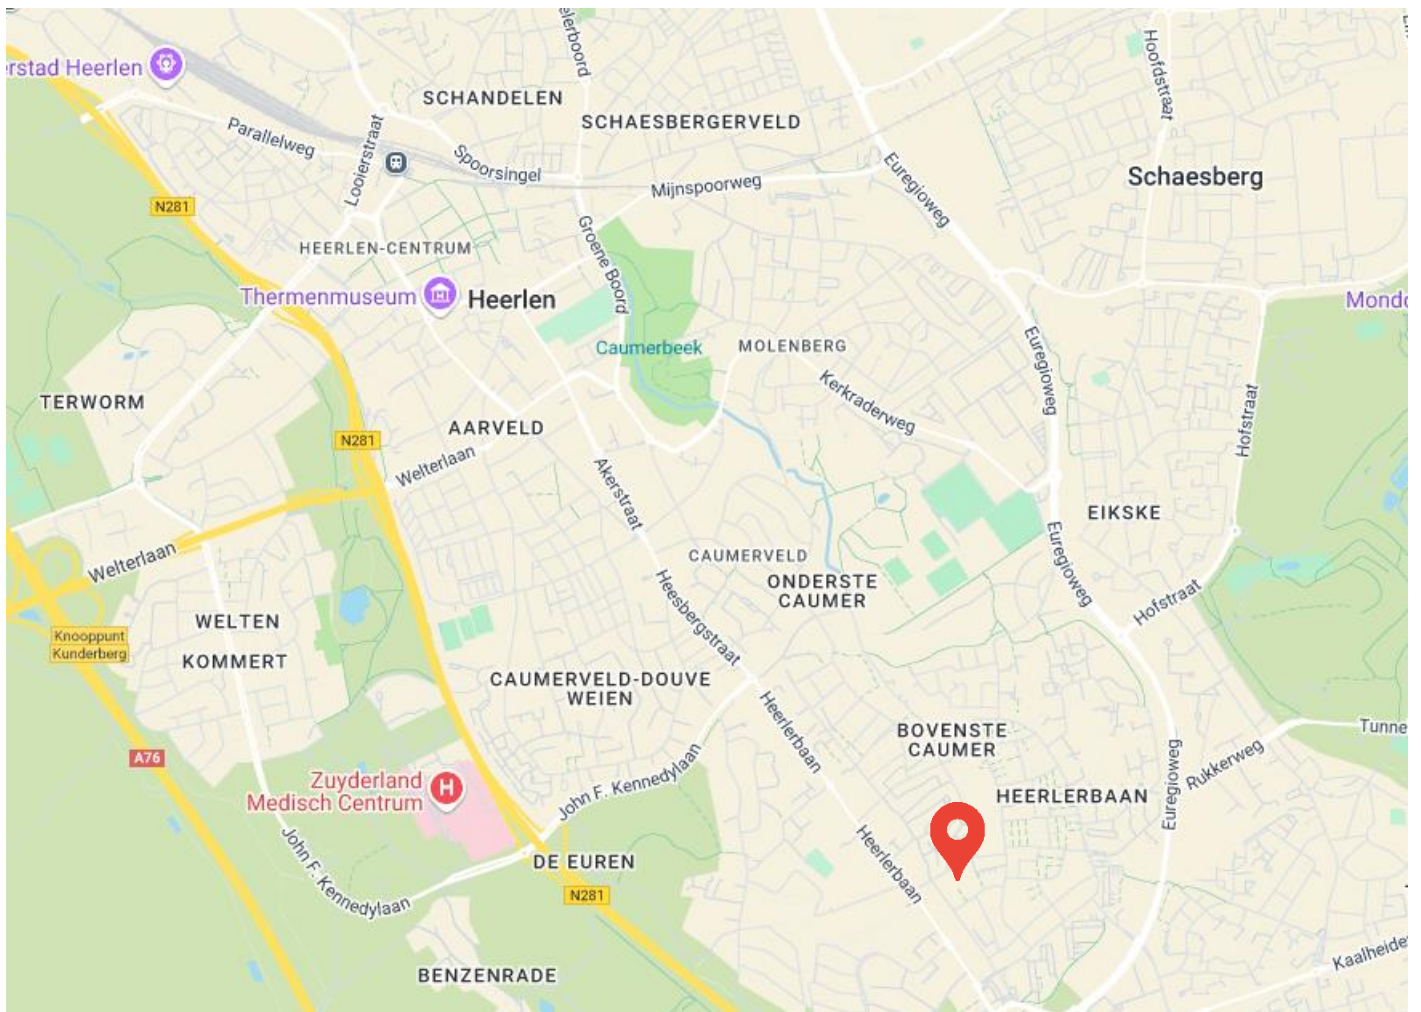 elerboord
Hoofdstraat
erstad Heerlen
SCHANDELEN
SCHAESBERGERVELD
Parallelweg
Looierstraat
Spoorsingel
Mijnspoorweg
Euregioweg
Schaesberg
N281
HEERLEN-CENTRUM
Groene Boord
Thermenmuseum
Heerlen
Mondo
Caumerbeek
MOLENBERG
Euregioweg
Kerkraderweg
TERWORM
AARVELD
Hofstraat
N281
Welterlaan
Akerstraat
EIKSKE
Welterlaan
CAUMERVELD
Euregioweg
ONDERSTE
CAUMER
Hofstraat
Heesbergstraat
WELTEN
Knooppunt
Kunderberg
KOMMERT
CAUMERVELD-DOUVE
WEIEN
Heerlerbaan
BOVENSTE
CAUMER
Tunne
A76
Rukkerweg
Euregioweg
Zuyderland
Medisch Centrum
H
John F. Kennedylaan
HEERLERBAAN
John F. Kennedylaan
DE EUREN
Heerlerbaan
N281
BENZENRADE
Kaalheide